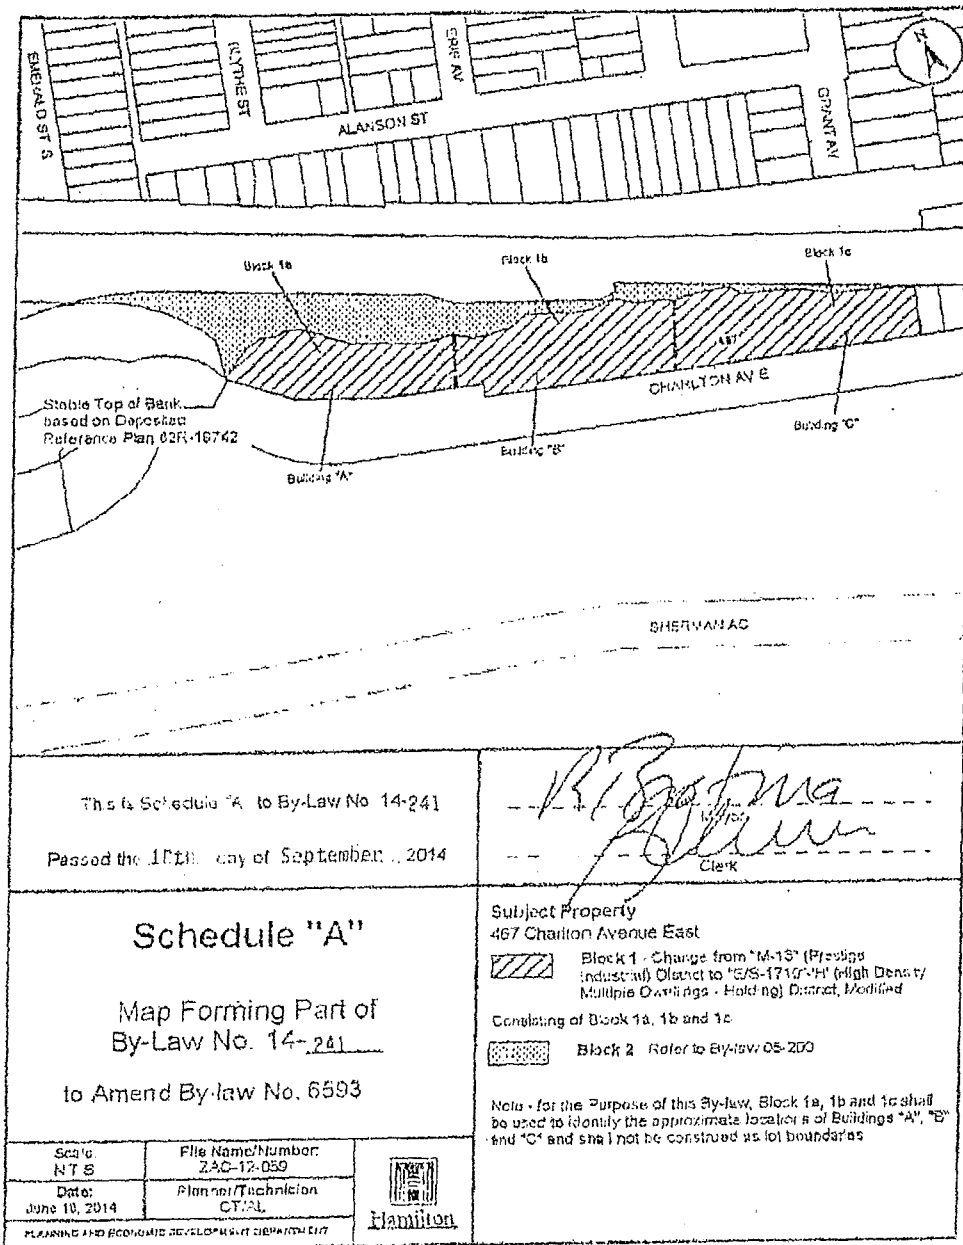 EMERALD ST S
BLYTHE ST
ERIE AV
ALANSON ST
GRANT AV
N
Block 1a
Block 1b
Block 1c
467
CHARLTON AV E
Stable Top of Bank
based on Deposited
Reference Plan 62R-18742
Building "A"
Building "B"
Building "C"
SHERMAN AC
This is Schedule "A" to By-Law No. 14-241
Passed the day of September, 2014
Mayor
Clerk
Schedule "A"
Map Forming Part of
By-Law No. 14-241
to Amend By-law No. 6593
Subject Property
467 Charlton Avenue East
Block 1 - Change from "M-13" (Prestige
Industrial) District to "E/S-1710"-'H' (High Density
Multiple Dwellings - Holding) District, Modified
Consisting of Block 1a, 1b and 1c
Block 2 - Refer to By-law 05-200
Note - for the Purpose of this By-law, Block 1a, 1b and 1c shall
be used to identify the approximate locations of Buildings "A", "B"
and "C" and shall not be construed as lot boundaries
Scale:
N T S
File Name/Number:
ZAC-12-059
Date:
June 10, 2014
Planner/Technician
CT/AL
PLANNING AND ECONOMIC DEVELOPMENT DEPARTMENT
Hamilton